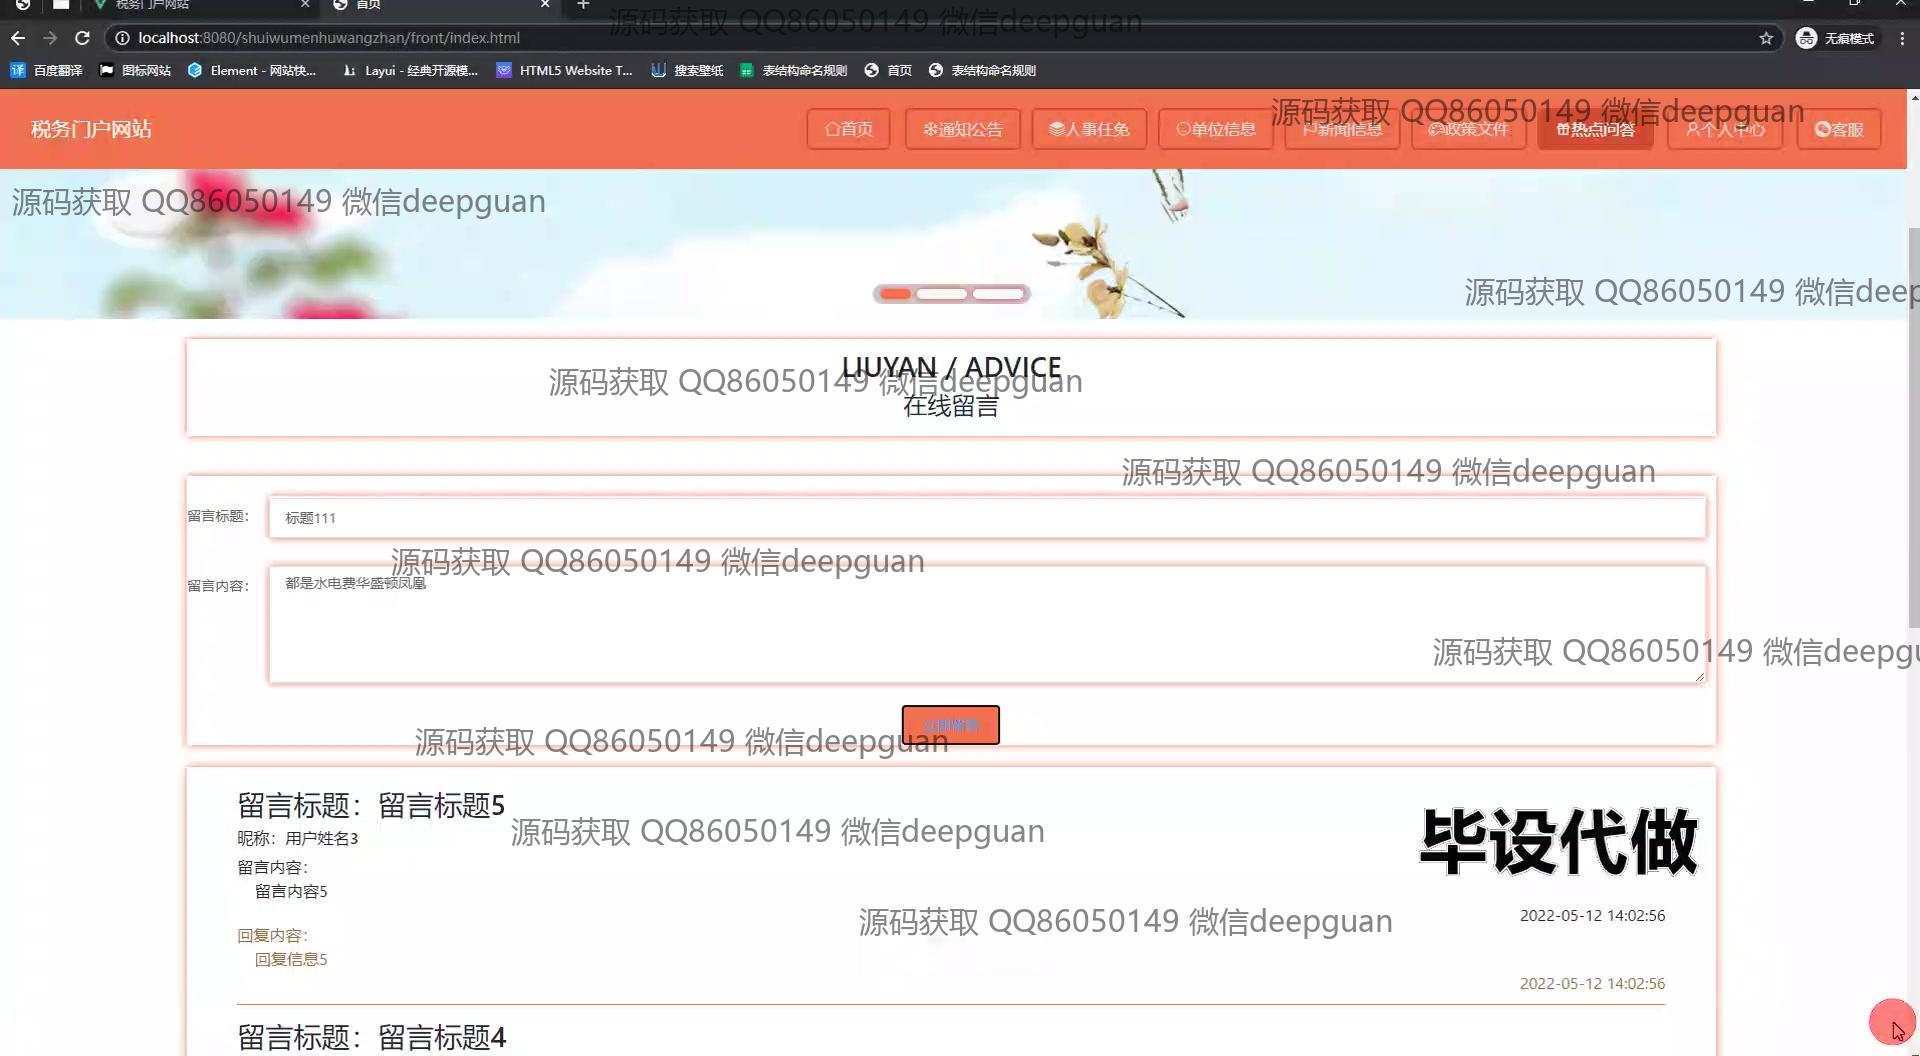 税务门户网站
首页
源码获取 QQ86050149 微信deepguan
localhost:8080/shuiwumenhuwangzhan/front/index.html
无痕模式
百度翻译
图标网站
Element - 网站快...
Layui - 经典开源模...
HTML5 Website T...
搜索壁纸
表结构命名规则
首页
表结构命名规则
税务门户网站
首页
通知公告
人事任免
单位信息
新闻信息
政策文件
热点问答
个人中心
客服
源码获取 QQ86050149 微信deepguan
源码获取 QQ86050149 微信deepguan
源码获取 QQ86050149 微信deep
LIUYAN / ADVICE
源码获取 QQ86050149 微信deepguan
在线留言
源码获取 QQ86050149 微信deepguan
留言标题：
标题111
源码获取 QQ86050149 微信deepguan
留言内容：
都是水电费华盛顿凤凰
源码获取 QQ86050149 微信deepgu
立即留言
源码获取 QQ86050149 微信deepguan
留言标题：留言标题5
源码获取 QQ86050149 微信deepguan
毕设代做
昵称：用户姓名3
留言内容：
留言内容5
2022-05-12 14:02:56
源码获取 QQ86050149 微信deepguan
回复内容：
回复信息5
2022-05-12 14:02:56
留言标题：留言标题4